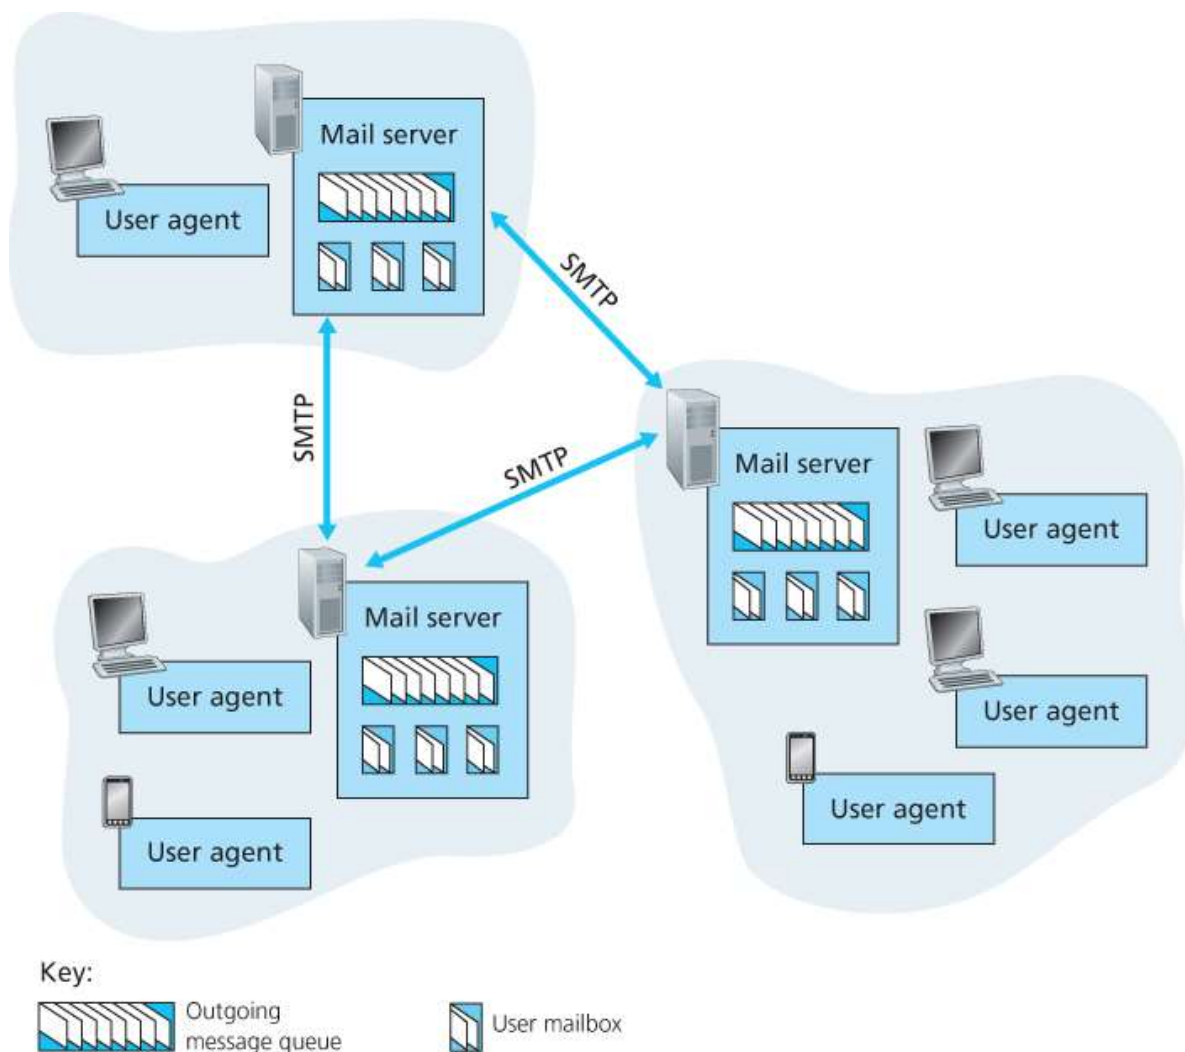 Mail server
User agent
SMTP
SMTP
SMTP
Mail server
User agent
User agent
User agent
Mail server
User agent
User agent
Key:
Outgoing
message queue
User mailbox